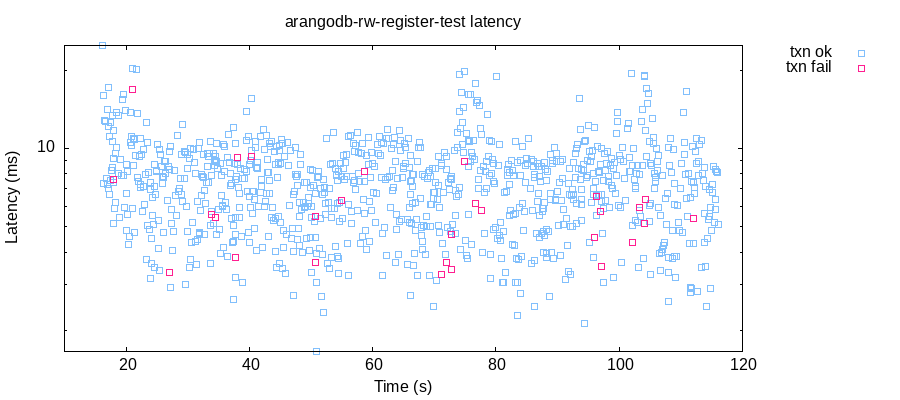 arangodb-rw-register-test latency
txn ok
txn fail
10
Latency (ms)
20 40 60 80 100 120
Time (s)